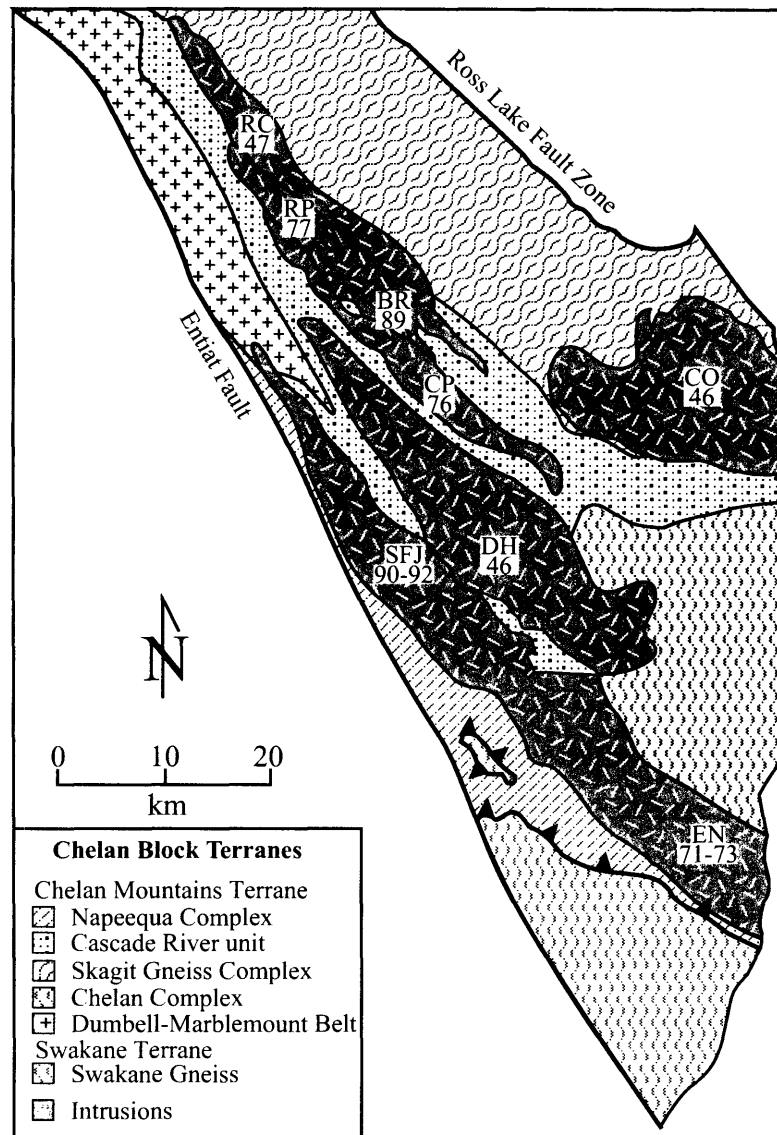 Ross Lake Fault Zone
RC
47
RP
77
BR
89
CP
76
CO
46
Entiat Fault
SFJ
90-92
DH
46
N
0 10 20
km
EN
71-73
Chelan Block Terranes
Chelan Mountains Terrane
Napeequa Complex
Cascade River unit
Skagit Gneiss Complex
Chelan Complex
Dumbell-Marblemount Belt
Swakane Terrane
Swakane Gneiss
Intrusions